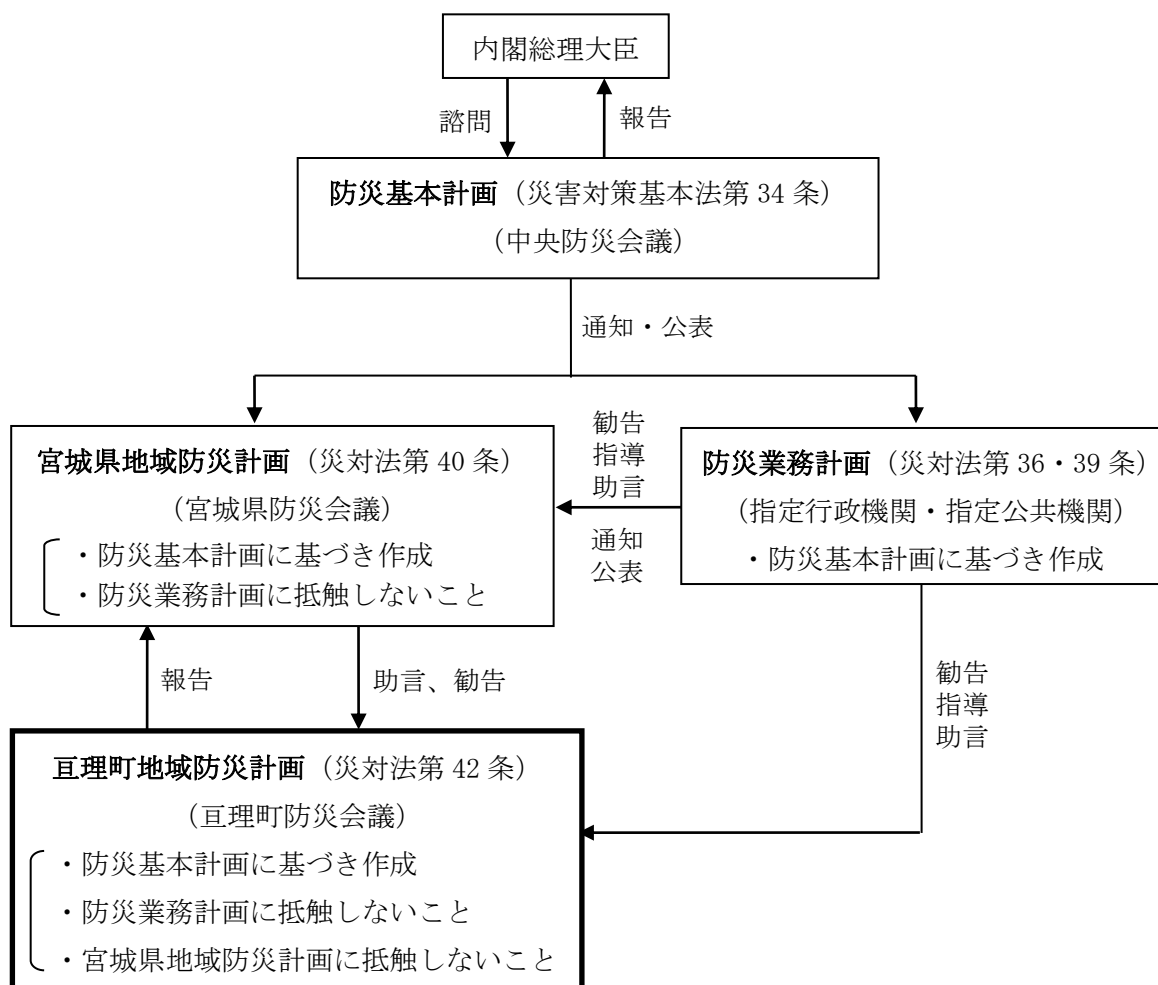 内閣総理大臣
諮問
報告
防災基本計画（災害対策基本法第 34 条）
（中央防災会議）
通知・公表
宮城県地域防災計画（災対法第 40 条）
（宮城県防災会議）
・防災基本計画に基づき作成
・防災業務計画に抵触しないこと
勧告
指導
助言
通知
公表
防災業務計画（災対法第 36・39 条）
（指定行政機関・指定公共機関）
・防災基本計画に基づき作成
報告
助言、勧告
勧告
指導
助言
亘理町地域防災計画（災対法第 42 条）
（亘理町防災会議）
・防災基本計画に基づき作成
・防災業務計画に抵触しないこと
・宮城県地域防災計画に抵触しないこと